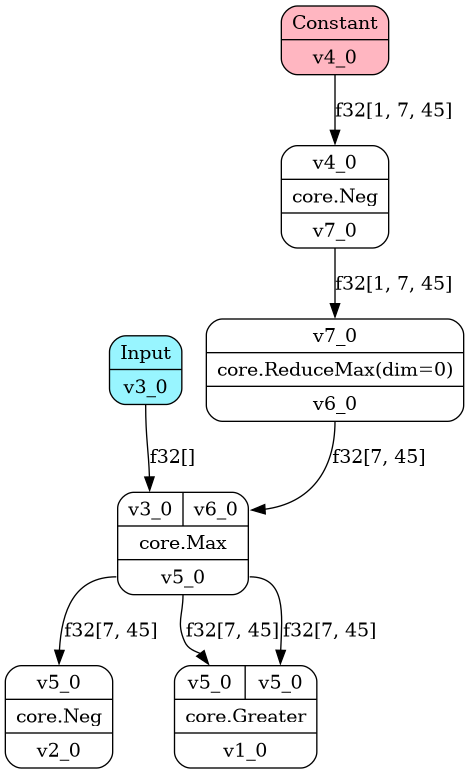 Constant
v4_0
f32[1, 7, 45]
v4_0
core.Neg
v7_0
f32[1, 7, 45]
Input
v3_0
v7_0
core.ReduceMax(dim=0)
v6_0
f32[]
f32[7, 45]
v3_0 v6_0
core.Max
v5_0
f32[7, 45] f32[7, 45] f32[7, 45]
v5_0
core.Neg
v2_0
v5_0 v5_0
core.Greater
v1_0